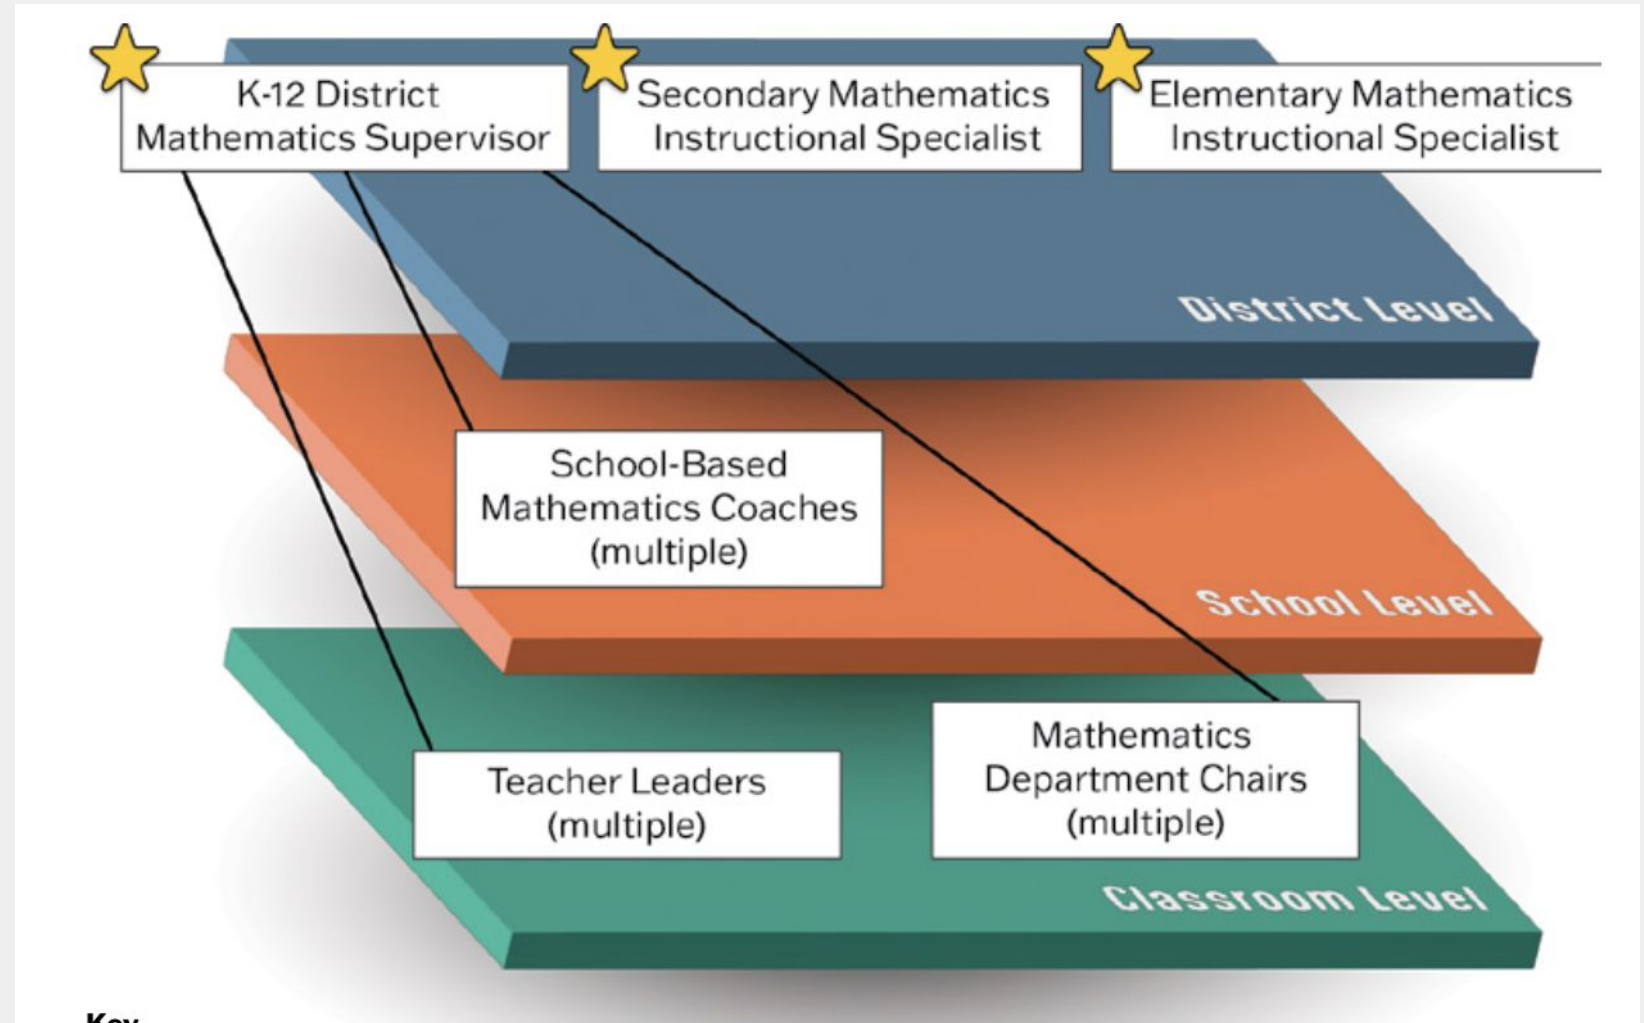 K-12 District
Mathematics Supervisor
Secondary Mathematics
Instructional Specialist
Elementary Mathematics
Instructional Specialist
District Level
School-Based
Mathematics Coaches
(multiple)
School Level
Teacher Leaders
(multiple)
Mathematics
Department Chairs
(multiple)
Classroom Level
Key